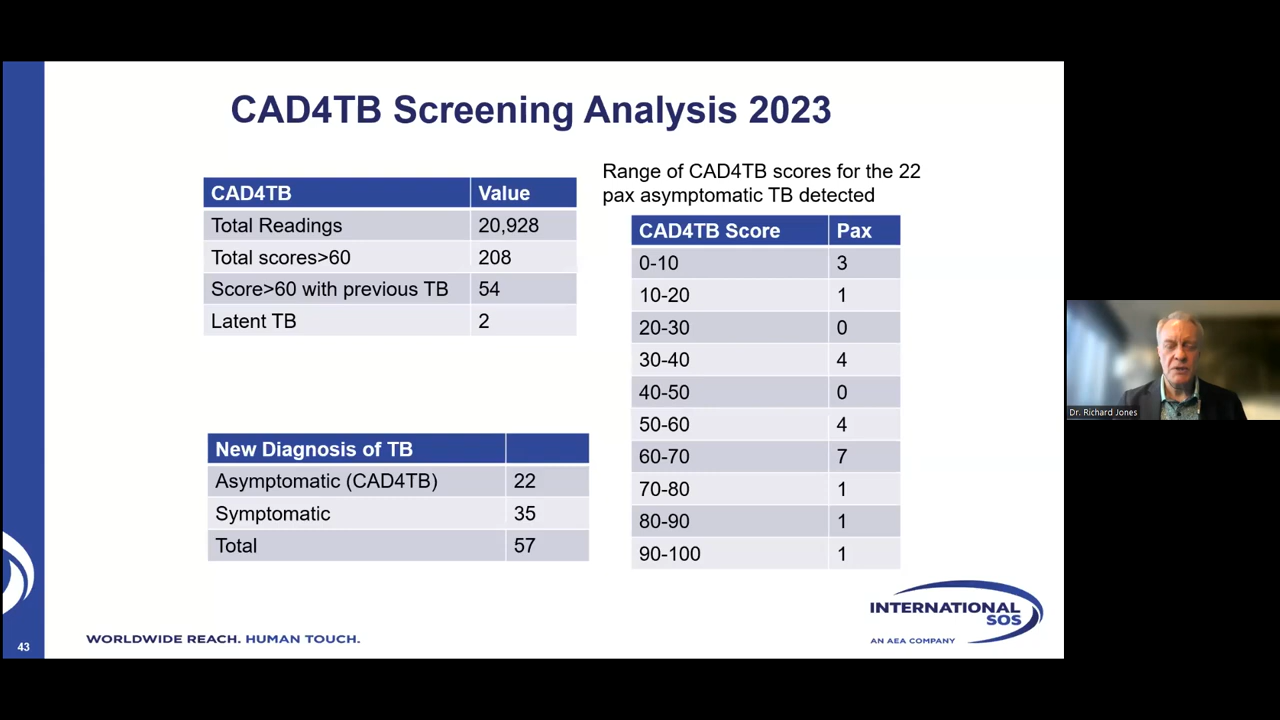 CAD4TB Screening Analysis 2023
CAD4TB Value
Total Readings 20,928
Total scores>60 208
Score>60 with previous TB 54
Latent TB 2
New Diagnosis of TB
Asymptomatic (CAD4TB) 22
Symptomatic 35
Total 57
Range of CAD4TB scores for the 22
pax asymptomatic TB detected
CAD4TB Score Pax
0-10 3
10-20 1
20-30 0
30-40 4
40-50 0
50-60 4
60-70 7
70-80 1
80-90 1
90-100 1
43
WORLDWIDE REACH. HUMAN TOUCH.
INTERNATIONAL
SOS
AN AEA COMPANY
Dr. Richard Jones